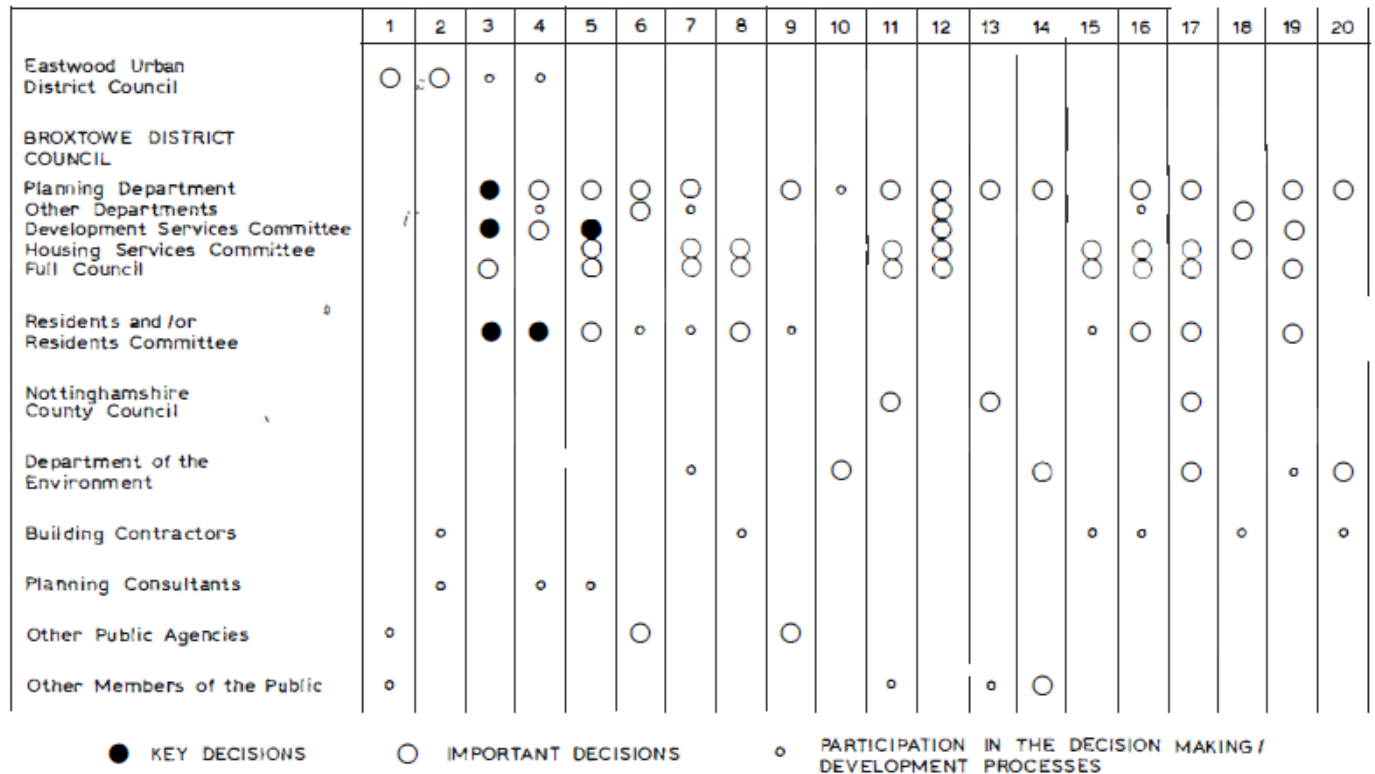 1 2 3 4 5 6 7 8 9 10 11 12 13 14 15 16 17 18 19 20
Eastwood Urban
District Council
BROXTOWE DISTRICT
COUNCIL
Planning Department
Other Departments
Development Services Committee
Housing Services Committee
Full Council
Residents and/or
Residents Committee
Nottinghamshire
County Council
Department of the
Environment
Building Contractors
Planning Consultants
Other Public Agencies
Other Members of the Public
KEY DECISIONS
IMPORTANT DECISIONS
PARTICIPATION IN THE DECISION MAKING/
DEVELOPMENT PROCESSES